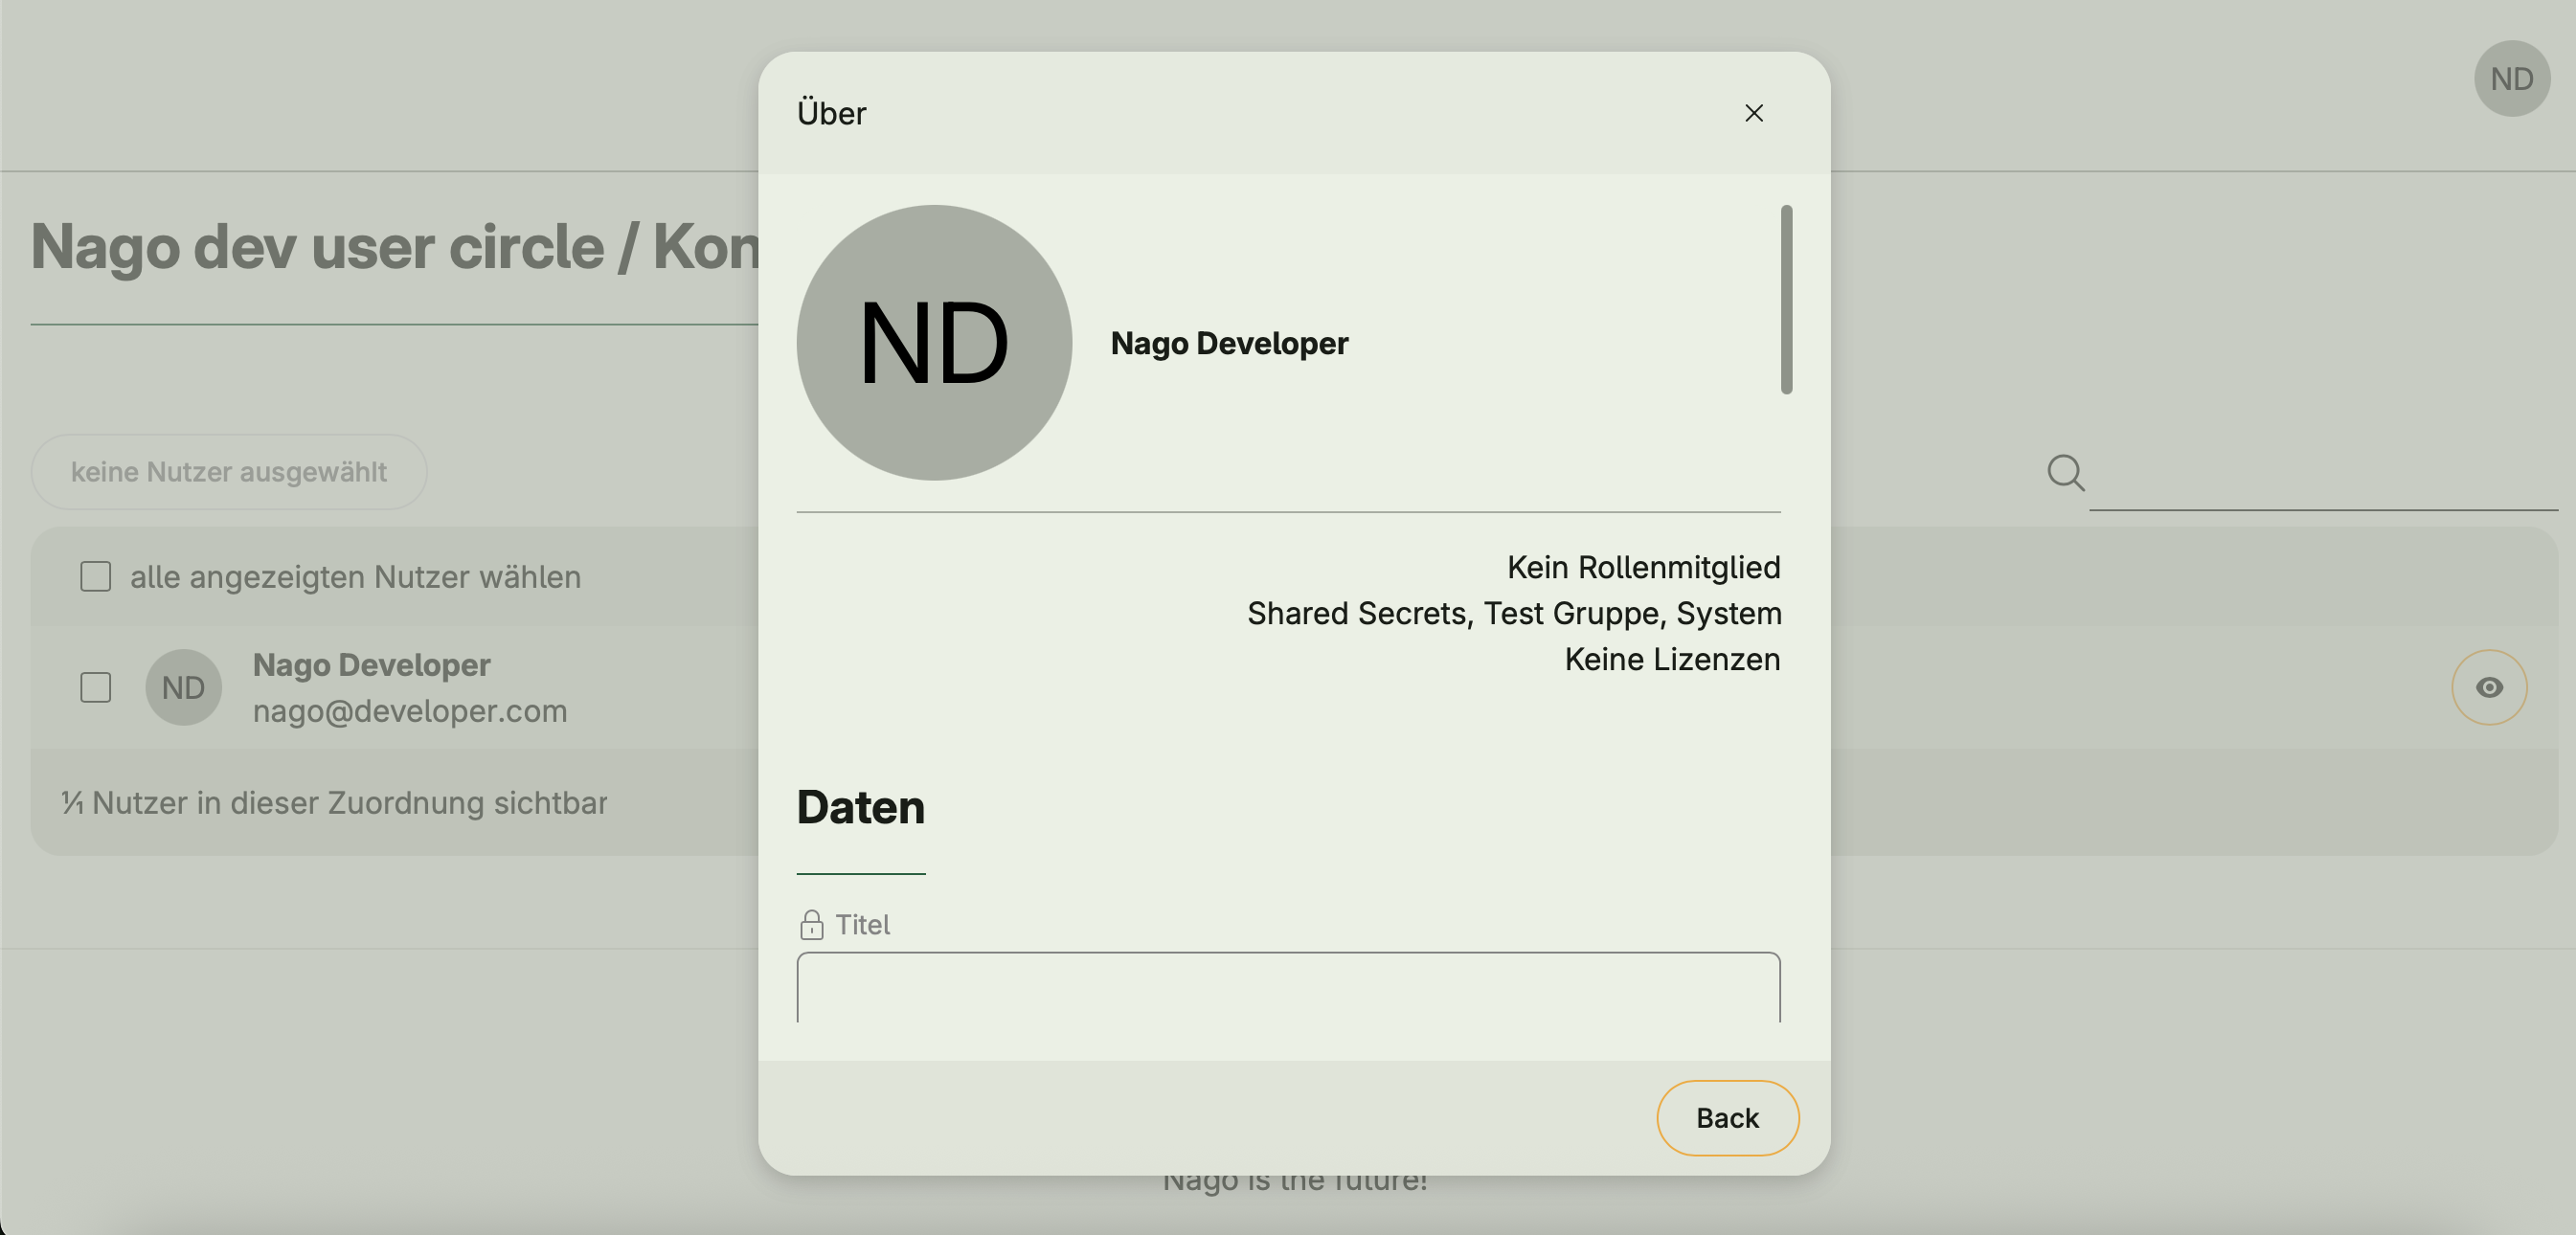 ND
Nago dev user circle / Kon
keine Nutzer ausgewählt
alle angezeigten Nutzer wählen
ND
Nago Developer
nago@developer.com
1/1 Nutzer in dieser Zuordnung sichtbar
Über
ND
Nago Developer
Kein Rollenmitglied
Shared Secrets, Test Gruppe, System
Keine Lizenzen
Daten
Titel
Back
Nago is the future!